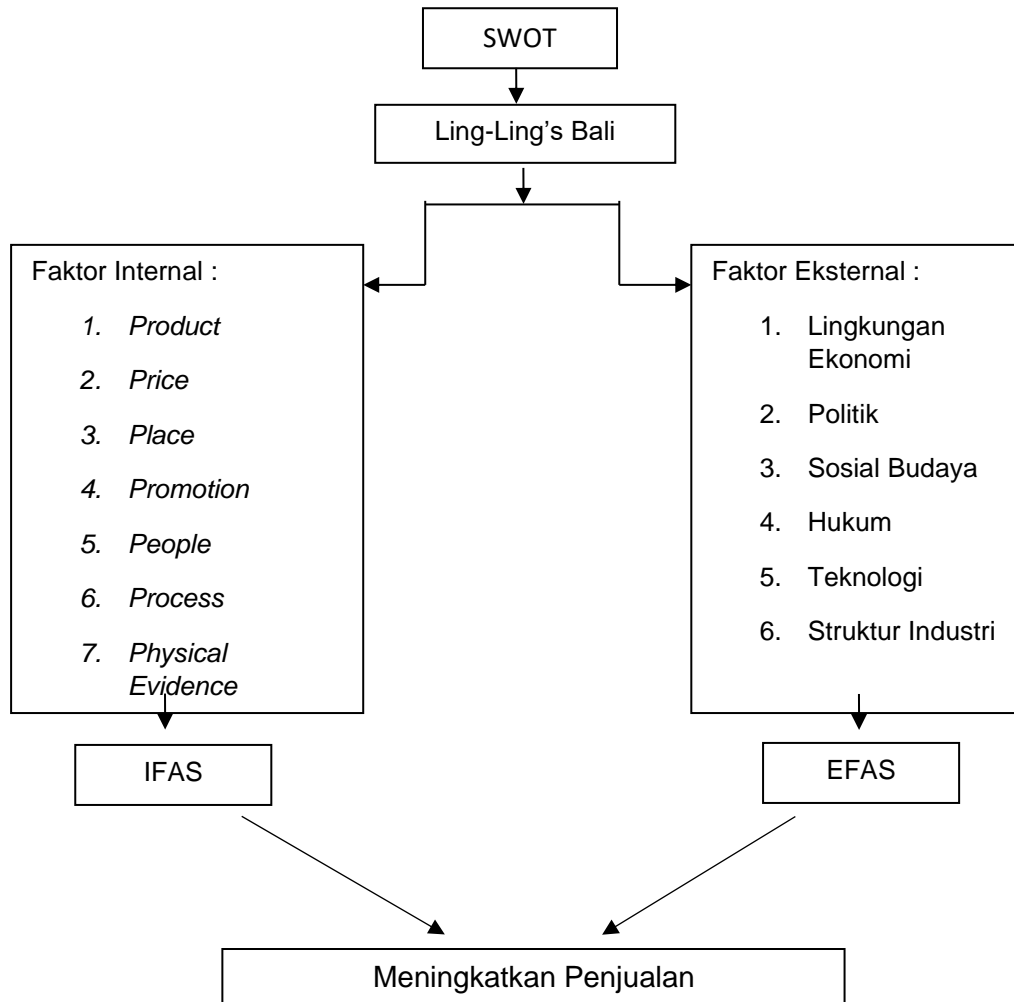 SWOT
Ling-Ling’s Bali
Faktor Internal :
1. Product
2. Price
3. Place
4. Promotion
5. People
6. Process
7. Physical
Evidence
Faktor Eksternal :
1. Lingkungan
Ekonomi
2. Politik
3. Sosial Budaya
4. Hukum
5. Teknologi
6. Struktur Industri
IFAS
EFAS
Meningkatkan Penjualan